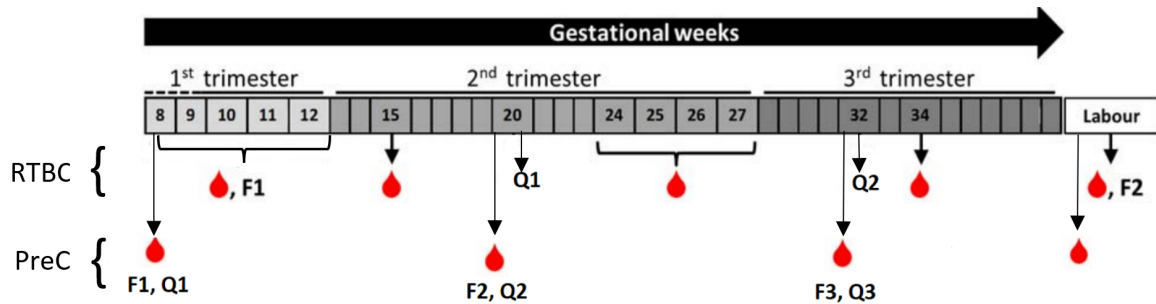 Gestational weeks
1st trimester 2nd trimester 3rd trimester
8 9 10 11 12 15 20 24 25 26 27 32 34 Labour
RTBC { , F1 Q1 Q2 , F2
PreC {
F1, Q1 F2, Q2 F3, Q3